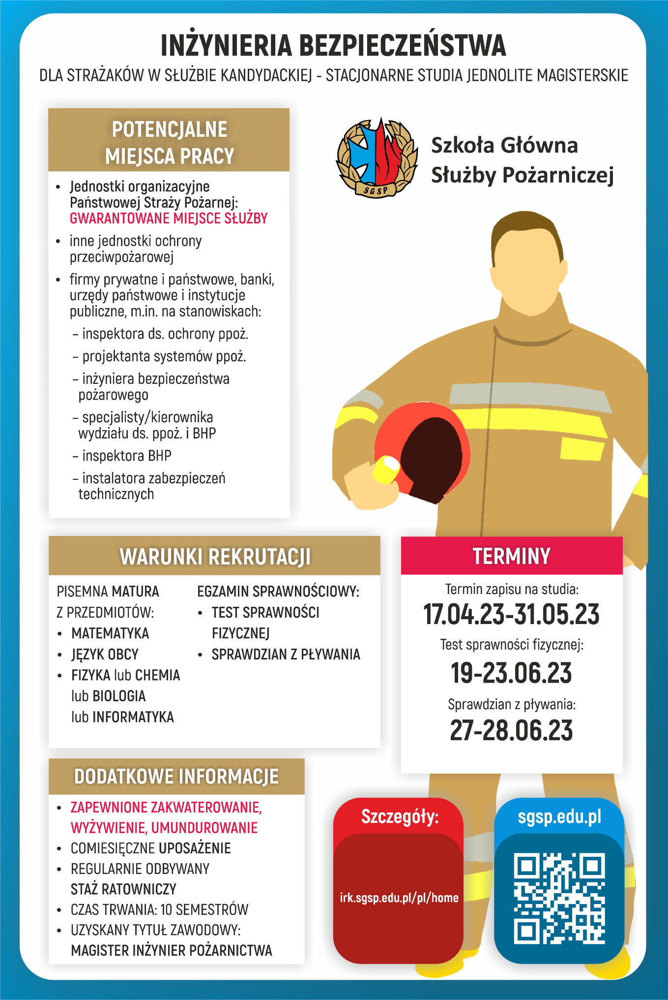 INŻYNIERIA BEZPIECZEŃSTWA
DLA STRAŻAKÓW W SŁUŻBIE KANDYDACKIEJ - STACJONARNE STUDIA JEDNOLITE MAGISTERSKIE
POTENCJALNE
MIEJSCA PRACY
• Jednostki organizacyjne
Państwowej Straży Pożarnej:
GWARANTOWANE MIEJSCE SŁUŻBY
• inne jednostki ochrony
przeciwpożarowej
• firmy prywatne i państwowe, banki,
urzędy państwowe i instytucje
publiczne, m.in. na stanowiskach:
– inspektora ds. ochrony ppoż.
– projektanta systemów ppoż.
– inżyniera bezpieczeństwa
pożarowego
– specjalisty/kierownika
wydziału ds. ppoż. i BHP
– inspektora BHP
– instalatora zabezpieczeń
technicznych
SGSP
Szkoła Główna
Służby Pożarniczej
WARUNKI REKRUTACJI
PISEMNA MATURA
Z PRZEDMIOTÓW:
• MATEMATYKA
• JĘZYK OBCY
• FIZYKA lub CHEMIA
lub BIOLOGIA
lub INFORMATYKA
EGZAMIN SPRAWNOŚCIOWY:
• TEST SPRAWNOŚCI
FIZYCZNEJ
• SPRAWDZIAN Z PŁYWANIA
TERMINY
Termin zapisu na studia:
17.04.23-31.05.23
Test sprawności fizycznej:
19-23.06.23
Sprawdzian z pływania:
27-28.06.23
DODATKOWE INFORMACJE
• ZAPEWNIONE ZAKWATEROWANIE,
WYŻYWIENIE, UMUNDUROWANIE
• COMIESIĘCZNE UPOSAŻENIE
• REGULARNIE ODBYWANY
STAŻ RATOWNICZY
• CZAS TRWANIA: 10 SEMESTRÓW
• UZYSKANY TYTUŁ ZAWODOWY:
MAGISTER INŻYNIER POŻARNICTWA
Szczegóły:
irk.sgsp.edu.pl/pl/home
sgsp.edu.pl